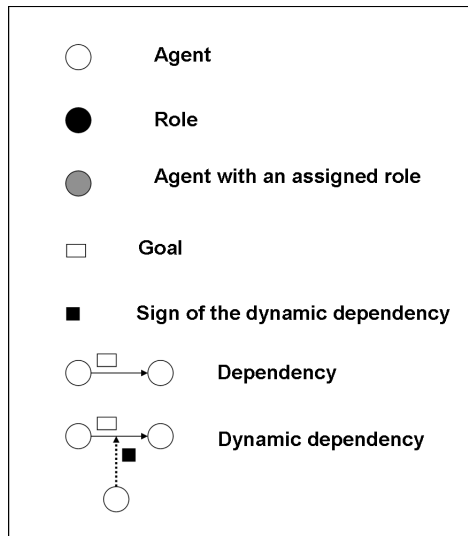 Agent
Role
Agent with an assigned role
Goal
Sign of the dynamic dependency
Dependency
Dynamic dependency